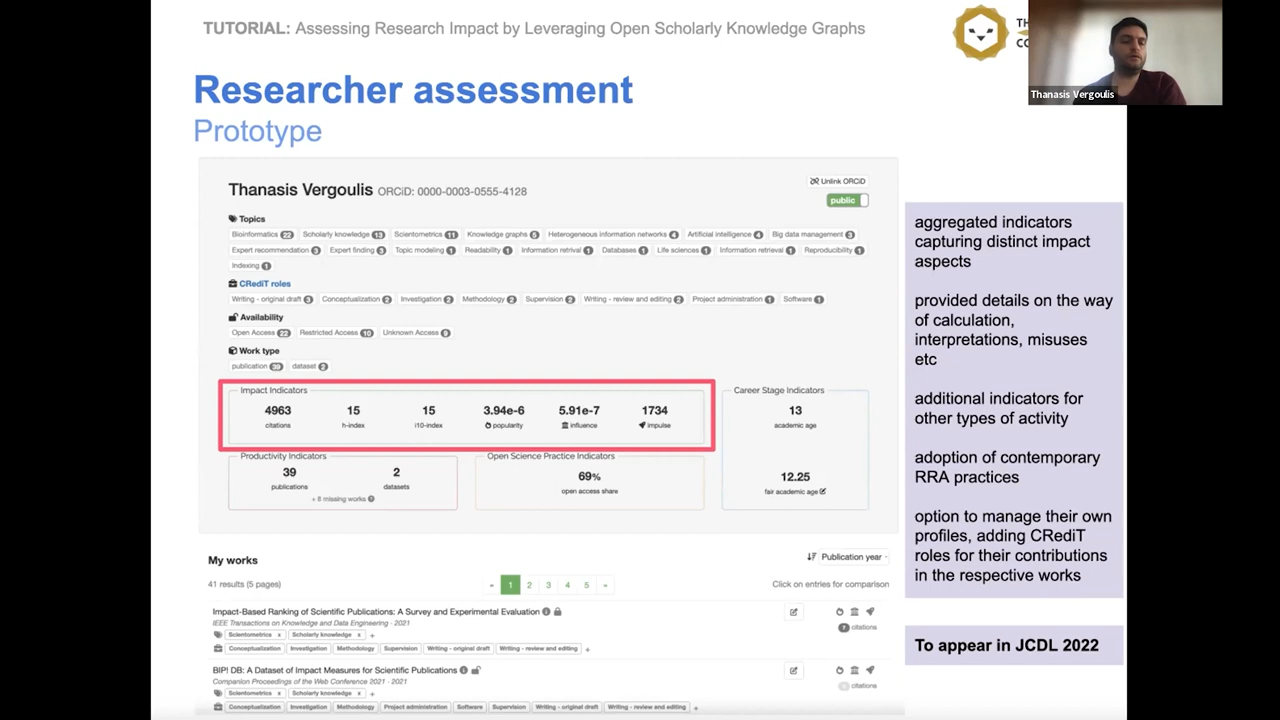 TUTORIAL: Assessing Research Impact by Leveraging Open Scholarly Knowledge Graphs
Thanasis Vergoulis
Researcher assessment
Prototype
Thanasis Vergoulis ORCiD: 0000-0003-0555-4128
Unlink ORCiD
public
Topics
Bioinformatics 22 Scholarly knowledge 13 Scientometrics 11 Knowledge graphs 5 Heterogeneous information networks 4 Artificial intelligence 4 Big data management 3
Expert recommendation 3 Expert finding 3 Topic modeling 1 Readability 1 Information retrival 1 Databases 1 Life sciences 1 Information retrieval 1 Reproducibility 1
Indexing 1
CRediT roles
Writing - original draft 3 Conceptualization 2 Investigation 2 Methodology 2 Supervision 2 Writing - review and editing 2 Project administration 1 Software 1
Availability
Open Access 22 Restricted Access 10 Unknown Access 9
Work type
publication 39 dataset 2
Impact Indicators
4963 15 15 3.94e-6 5.91e-7 1734
citations h-index i10-index popularity influence impulse
Career Stage Indicators
13
academic age
12.25
fair academic age
Productivity Indicators
39 2
publications datasets
+ 6 missing works
Open Science Practice Indicators
69%
open access share
My works
Publication year
41 results (5 pages)
« 1 2 3 4 5 »
Click on entries for comparison
Impact-Based Ranking of Scientific Publications: A Survey and Experimental Evaluation
IEEE Transactions on Knowledge and Data Engineering · 2021
Scientometrics x Scholarly knowledge x +
Conceptualization Investigation Methodology Supervision Writing - original draft Writing - review and editing +
citations
BIP! DB: A Dataset of Impact Measures for Scientific Publications
Companion Proceedings of the Web Conference 2021 · 2021
Scientometrics x Scholarly knowledge x +
Conceptualization Investigation Methodology Project administration Software Supervision Writing - original draft Writing - review and editing +
citations
aggregated indicators
capturing distinct impact
aspects
provided details on the way
of calculation,
interpretations, misuses
etc
additional indicators for
other types of activity
adoption of contemporary
RRA practices
option to manage their own
profiles, adding CRediT
roles for their contributions
in the respective works
To appear in JCDL 2022